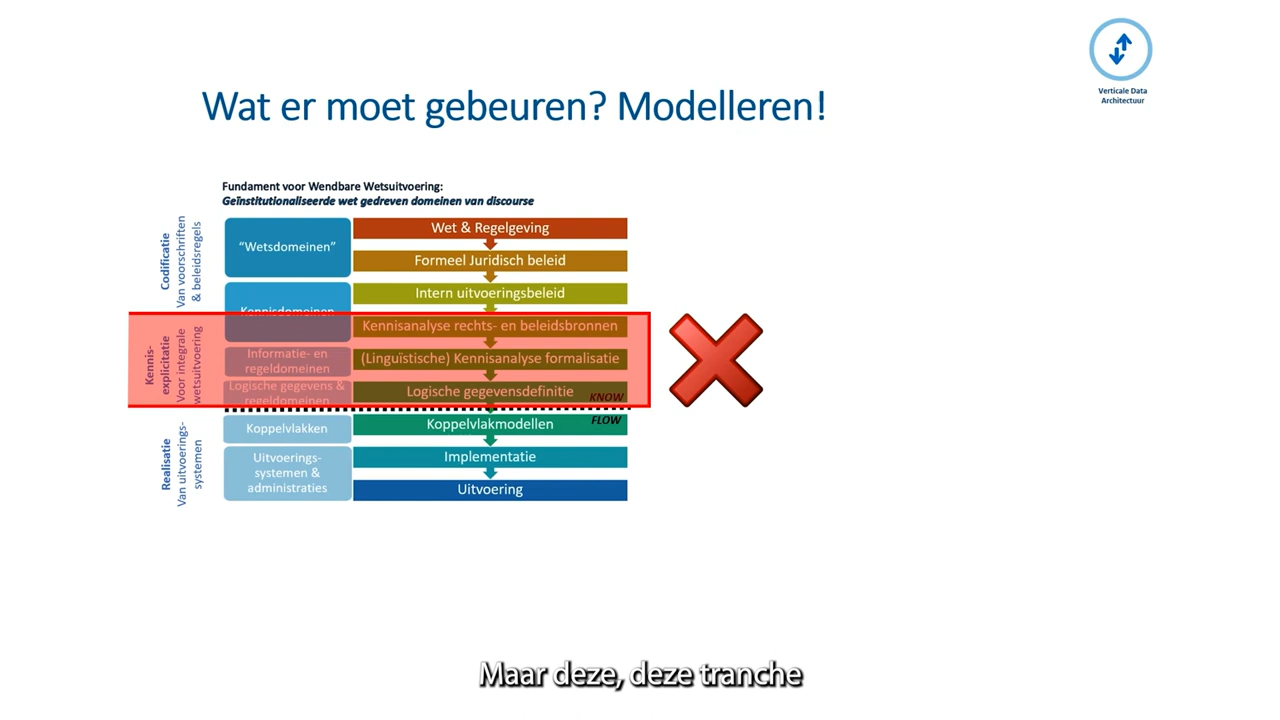 Verticale Data
Architectuur
Wat er moet gebeuren? Modelleren!
Fundament voor Wendbare Wetsuitvoering:
Geïnstitutionaliseerde wet gedreven domeinen van discourse
Codificatie
Van voorschriften
& beleidsregels
"Wetsdomeinen"
Wet & Regelgeving
Formeel Juridisch beleid
Kennisdomeinen
Intern uitvoeringsbeleid
Kennisanalyse rechts- en beleidsbronnen
Kennis-
explicitatie
Voor integrale
wetsuitvoering
Informatie- en
regeldomeinen
(Linguïstische) Kennisanalyse formalisatie
Logische gegevens &
regeldomeinen
Logische gegevensdefinitie
KNOW
FLOW
Realisatie
Van uitvoerings-
systemen
Koppelvlakken
Koppelvlakmodellen
Uitvoerings-
systemen &
administraties
Implementatie
Uitvoering
Maar deze, deze tranche